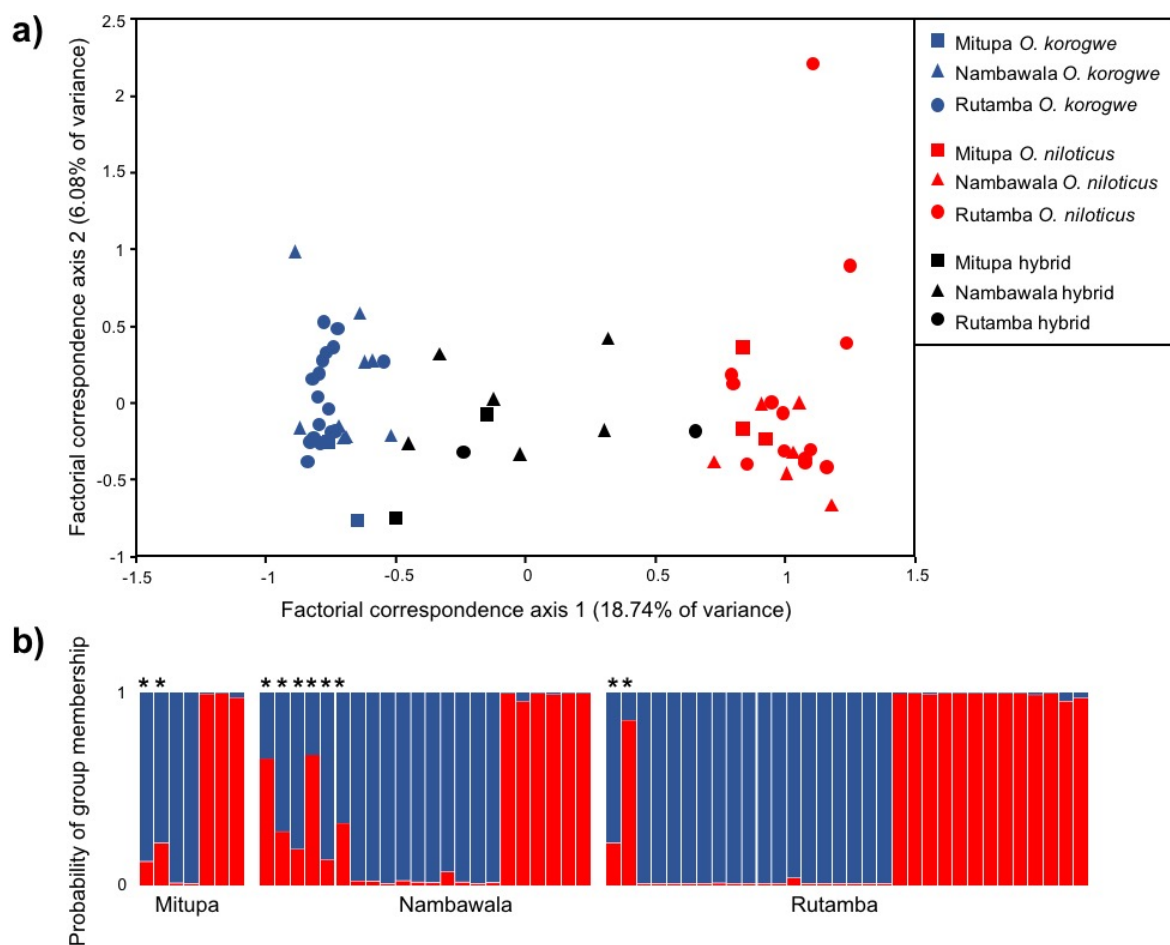 a)
Factorial correspondence axis 2 (6.08% of variance)
2.5
2
1.5
1
0.5
0
-0.5
-1
-1.5
-1
-0.5
0
0.5
1
1.5
Factorial correspondence axis 1 (18.74% of variance)
Mitupa O. korogwe
Nambawala O. korogwe
Rutamba O. korogwe
Mitupa O. niloticus
Nambawala O. niloticus
Rutamba O. niloticus
Mitupa hybrid
Nambawala hybrid
Rutamba hybrid
b)
Probability of group membership
1
0
* *
* * * * * *
* *
Mitupa
Nambawala
Rutamba